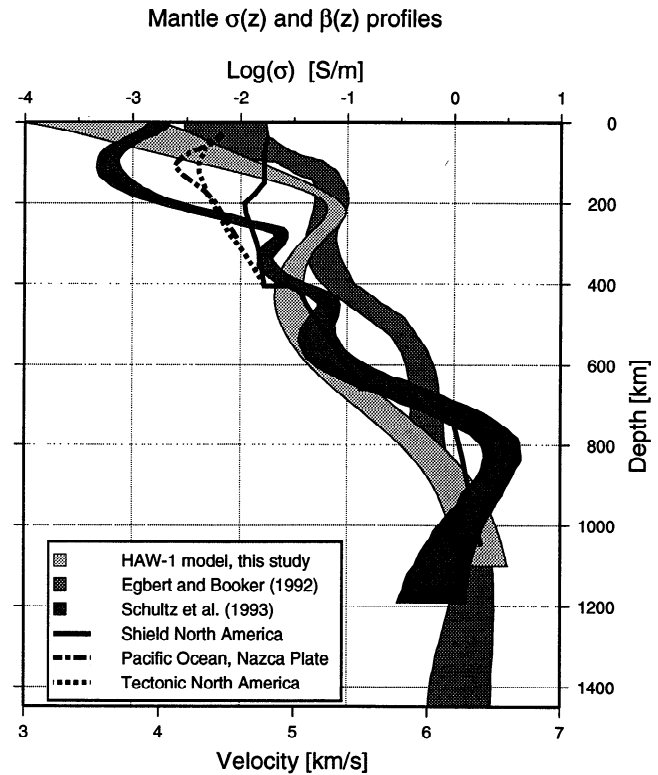 Mantle σ(z) and β(z) profiles
Log(σ) [S/m]
-4 -3 -2 -1 0 1
0
200
400
600
800
1000
1200
1400
Depth [km]
HAW-1 model, this study
Egbert and Booker (1992)
Schultz et al. (1993)
Shield North America
Pacific Ocean, Nazca Plate
Tectonic North America
3 4 5 6 7
Velocity [km/s]